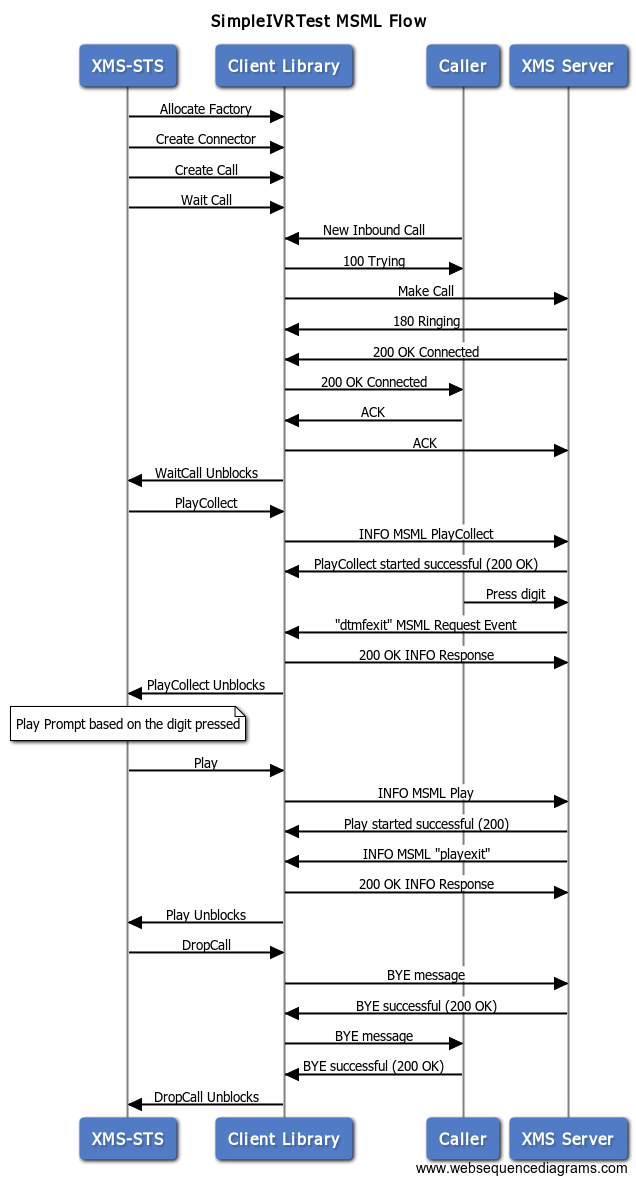 SimpleIVRTest MSML Flow
XMS-STS
Client Library
Caller
XMS Server
Allocate Factory
Create Connector
Create Call
Wait Call
New Inbound Call
100 Trying
Make Call
180 Ringing
200 OK Connected
200 OK Connected
ACK
ACK
WaitCall Unblocks
PlayCollect
INFO MSML PlayCollect
PlayCollect started successful (200 OK)
Press digit
"dtmfexit" MSML Request Event
200 OK INFO Response
PlayCollect Unblocks
Play Prompt based on the digit pressed
Play
INFO MSML Play
Play started successful (200)
INFO MSML "playexit"
200 OK INFO Response
Play Unblocks
DropCall
BYE message
BYE successful (200 OK)
BYE message
BYE successful (200 OK)
DropCall Unblocks
XMS-STS
Client Library
Caller
XMS Server
www.websequencediagrams.com